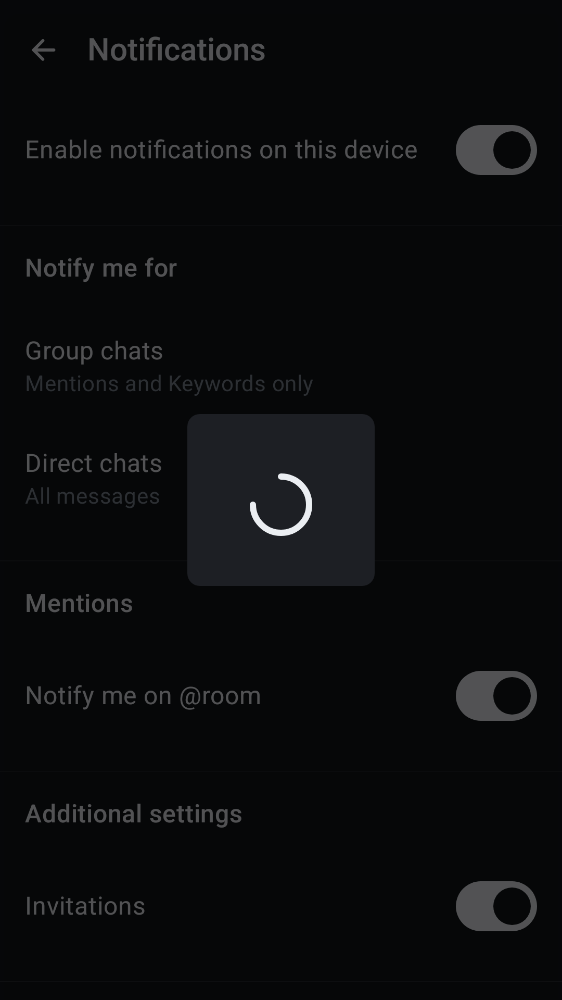 Notifications
Enable notifications on this device
Notify me for
Group chats
Mentions and Keywords only
Direct chats
All messages
Mentions
Notify me on @room
Additional settings
Invitations